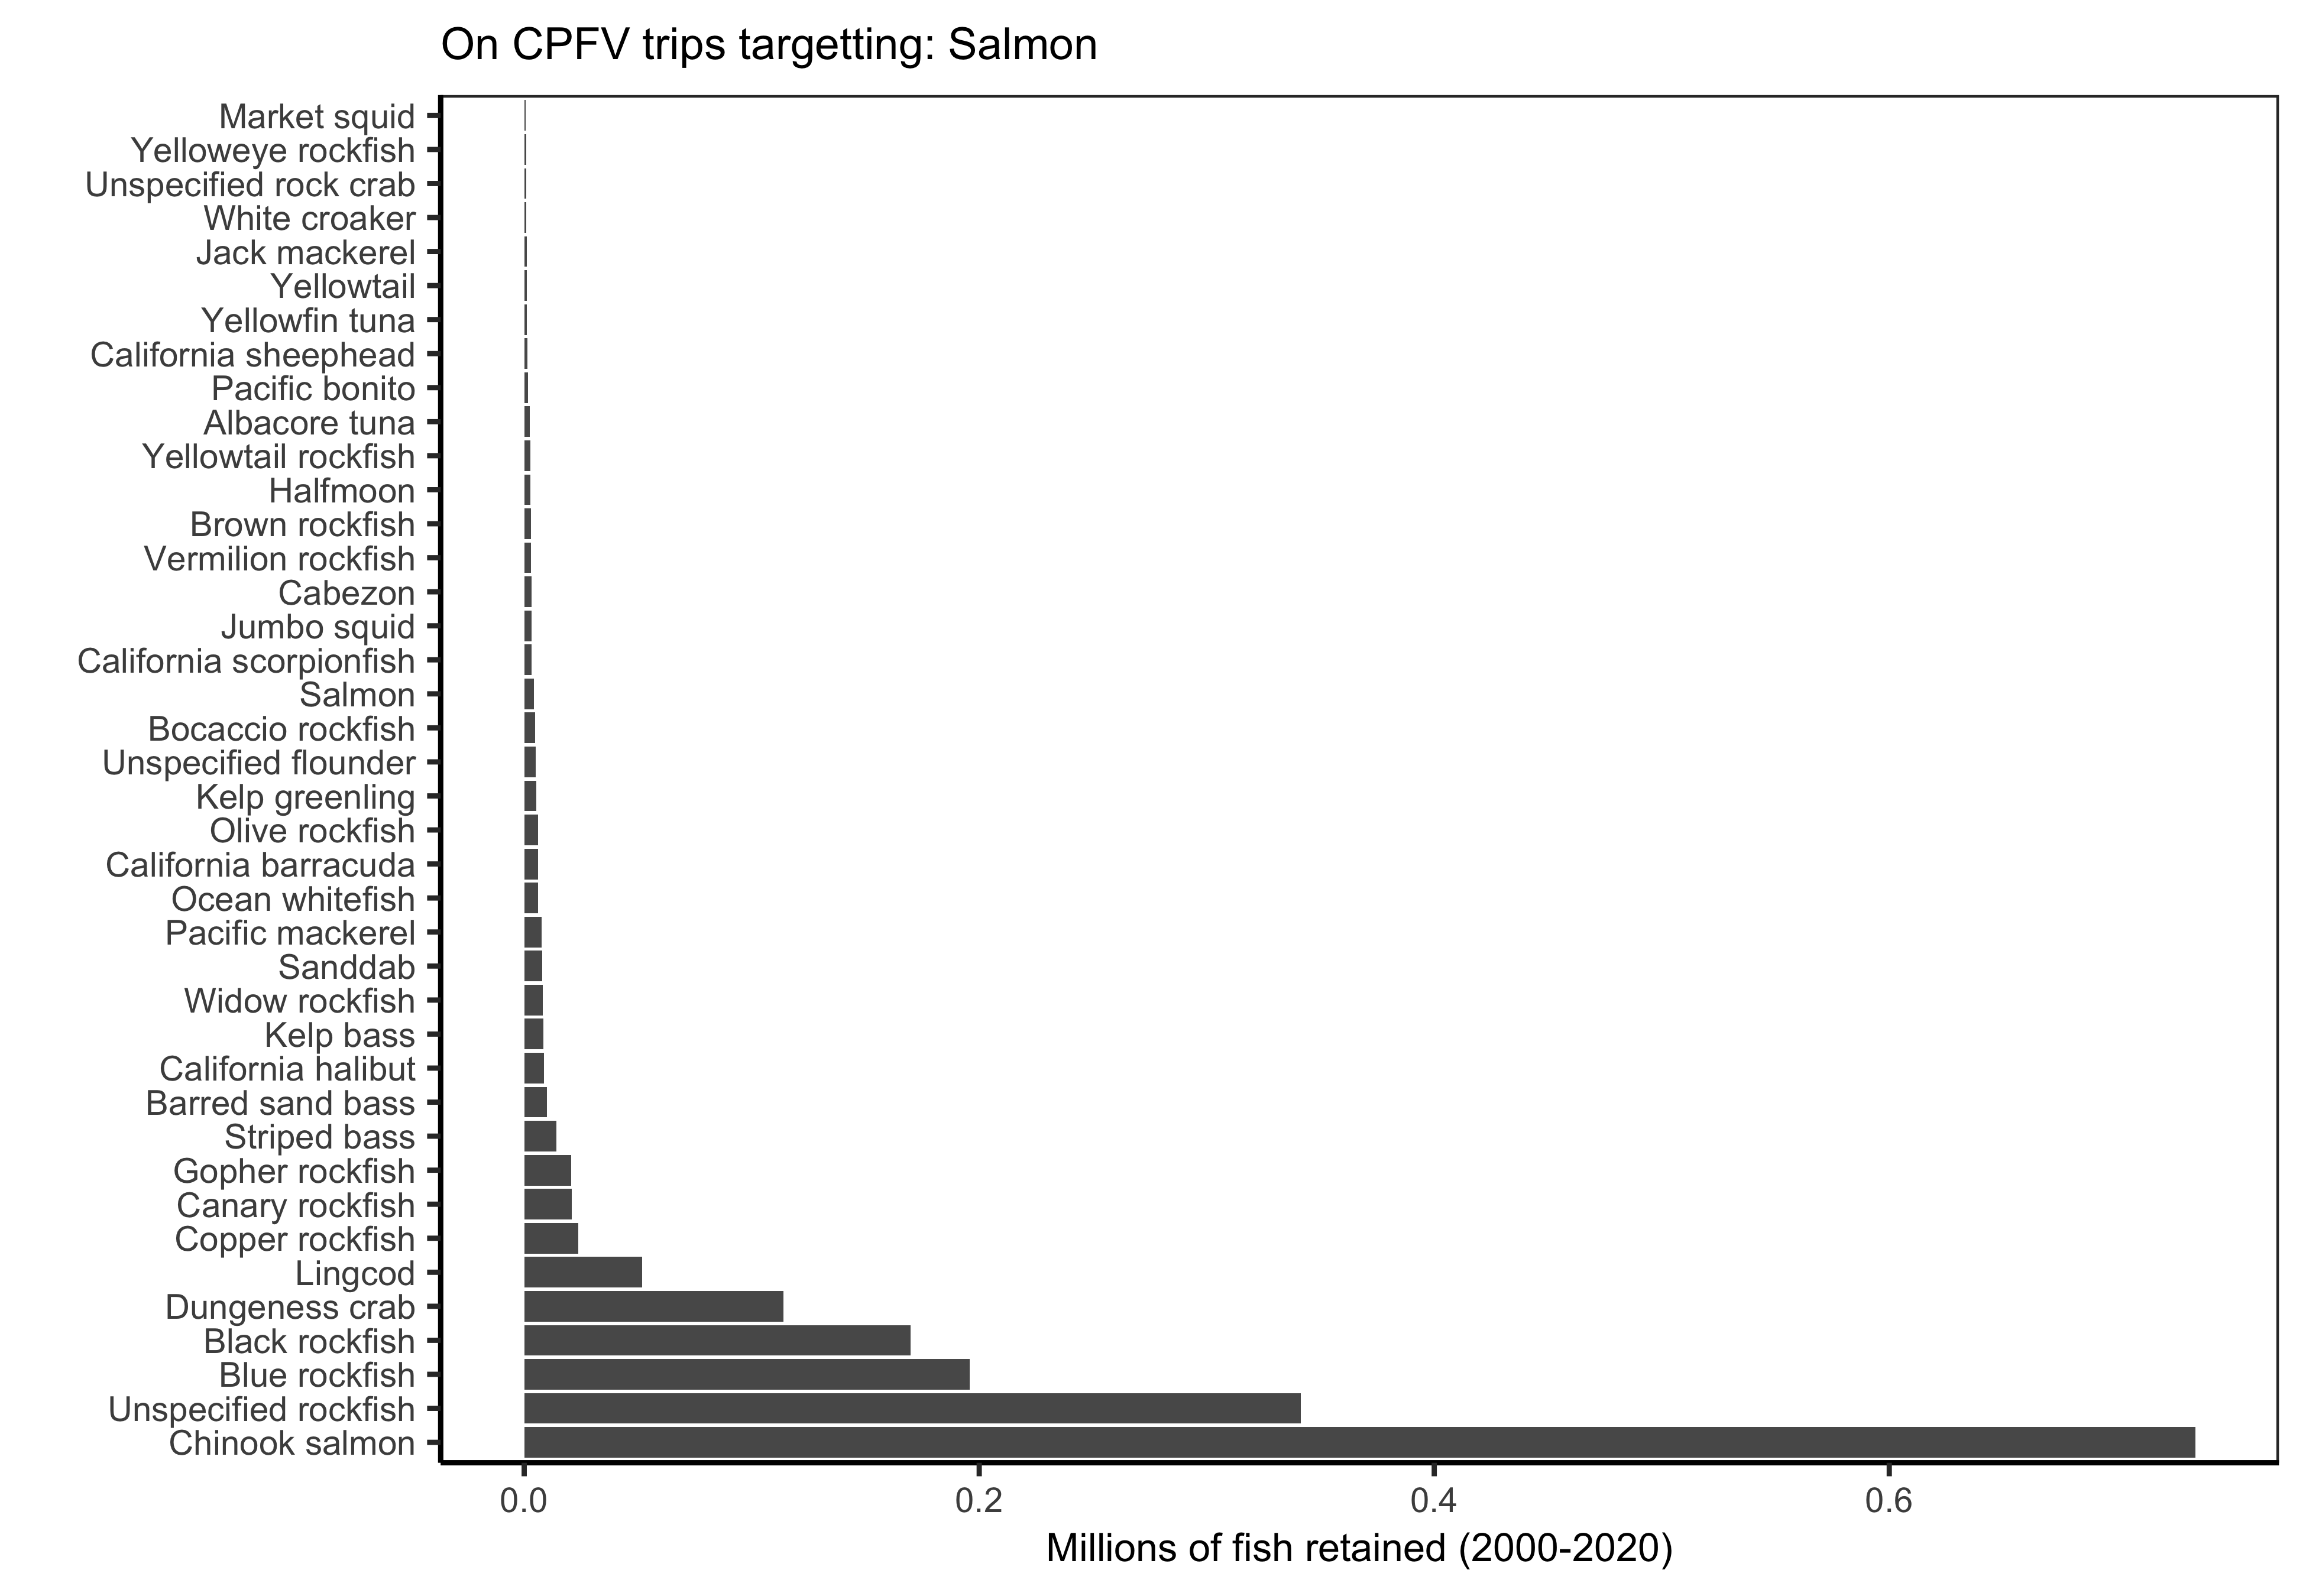 On CPFV trips targetting: Salmon
Market squid
Yelloweye rockfish
Unspecified rock crab
White croaker
Jack mackerel
Yellowtail
Yellowfin tuna
California sheephead
Pacific bonito
Albacore tuna
Yellowtail rockfish
Halfmoon
Brown rockfish
Vermilion rockfish
Cabezon
Jumbo squid
California scorpionfish
Salmon
Bocaccio rockfish
Unspecified flounder
Kelp greenling
Olive rockfish
California barracuda
Ocean whitefish
Pacific mackerel
Sanddab
Widow rockfish
Kelp bass
California halibut
Barred sand bass
Striped bass
Gopher rockfish
Canary rockfish
Copper rockfish
Lingcod
Dungeness crab
Black rockfish
Blue rockfish
Unspecified rockfish
Chinook salmon
0.0 0.2 0.4 0.6
Millions of fish retained (2000-2020)